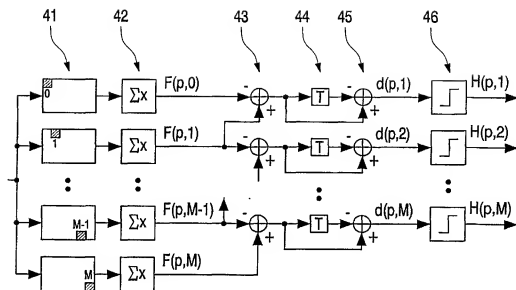 41 42 43 44 45 46
0 Σx F(p,0) - + T - + d(p,1) H(p,1)
1 Σx F(p,1) - + T - + d(p,2) H(p,2)
M-1 Σx F(p,M-1) - + T - + d(p,M) H(p,M)
M Σx F(p,M)